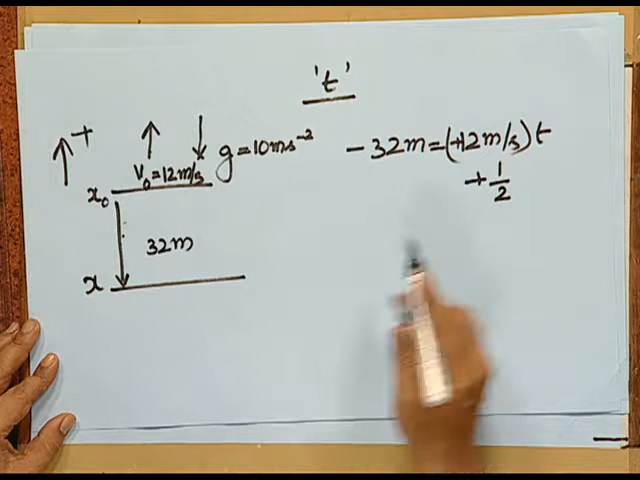 't'
+
V₀=12m/s
g=10ms⁻²
x₀
32m
x
-32m=(+12m/s)t
+ 1/2